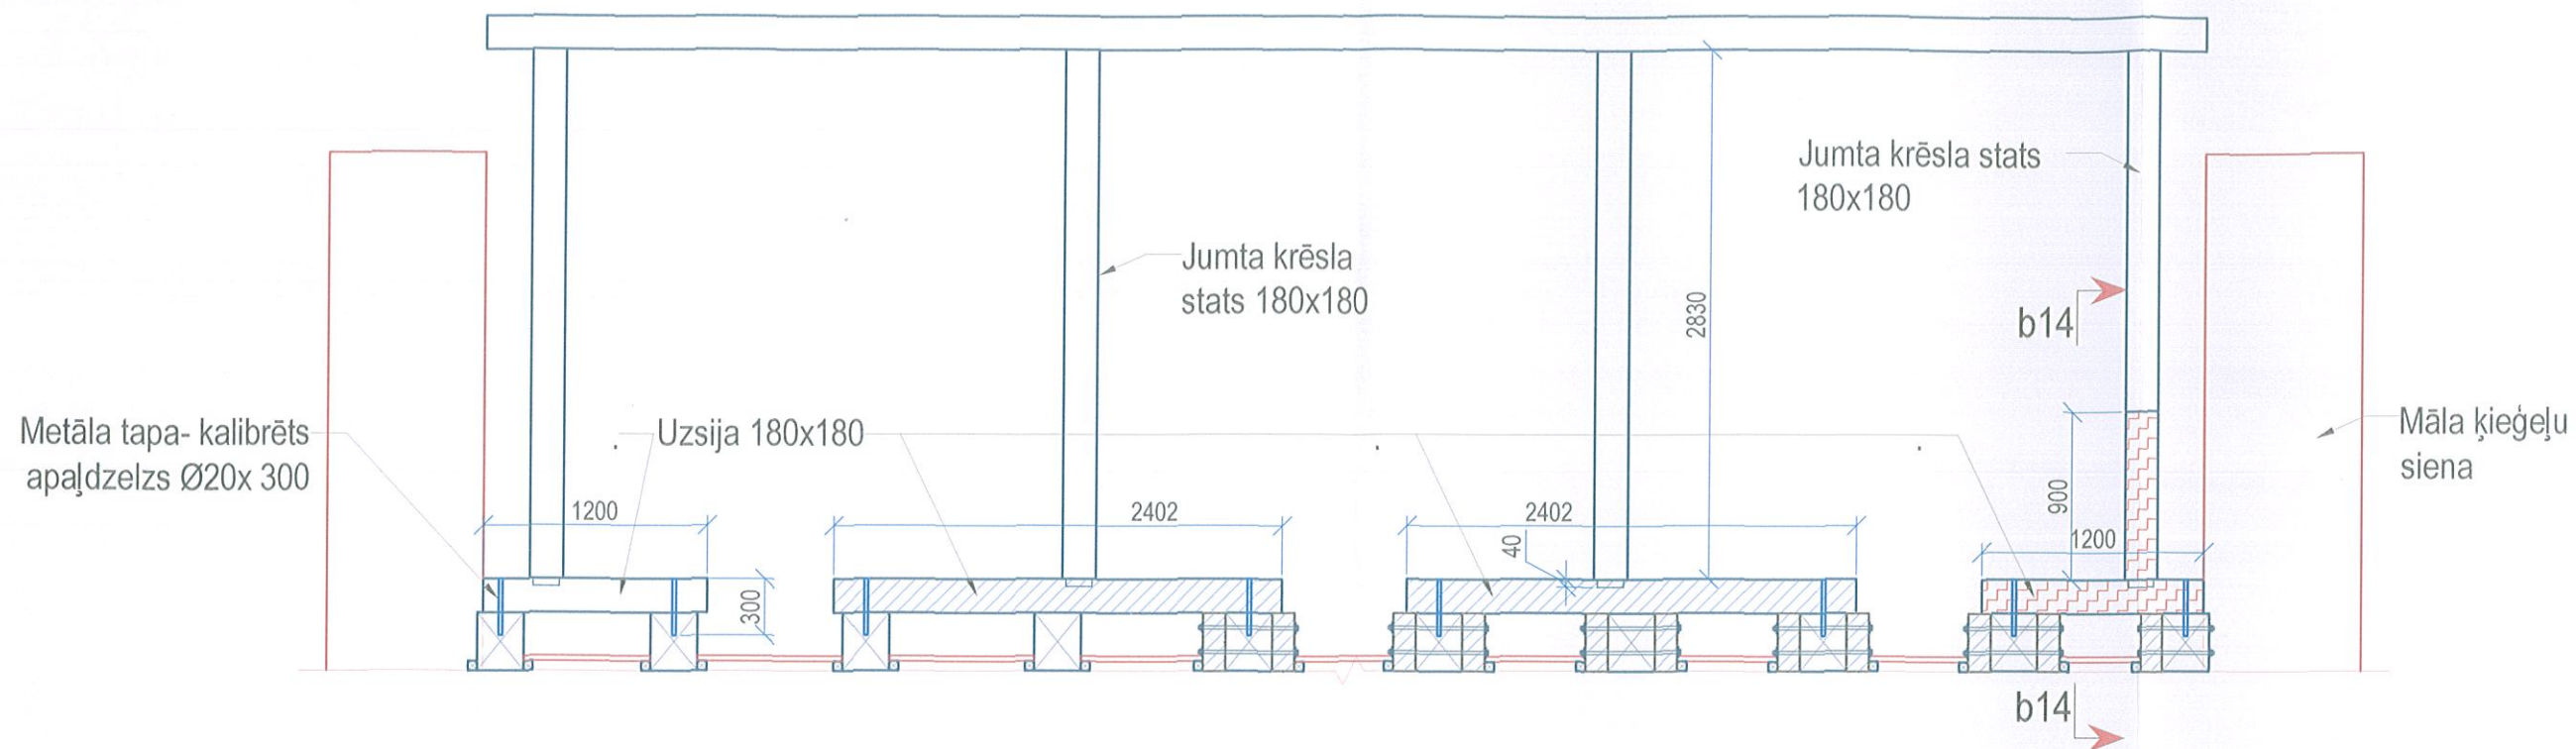 Jumta krēsla stats
180x180
Jumta krēsla
stats 180x180
2830
b14
Metāla tapa- kalibrēts
apaļdzelzs Ø20x 300
Uzsija 180x180
Māla ķieģeļu
siena
900
1200
2402
2402
40
1200
300
b14